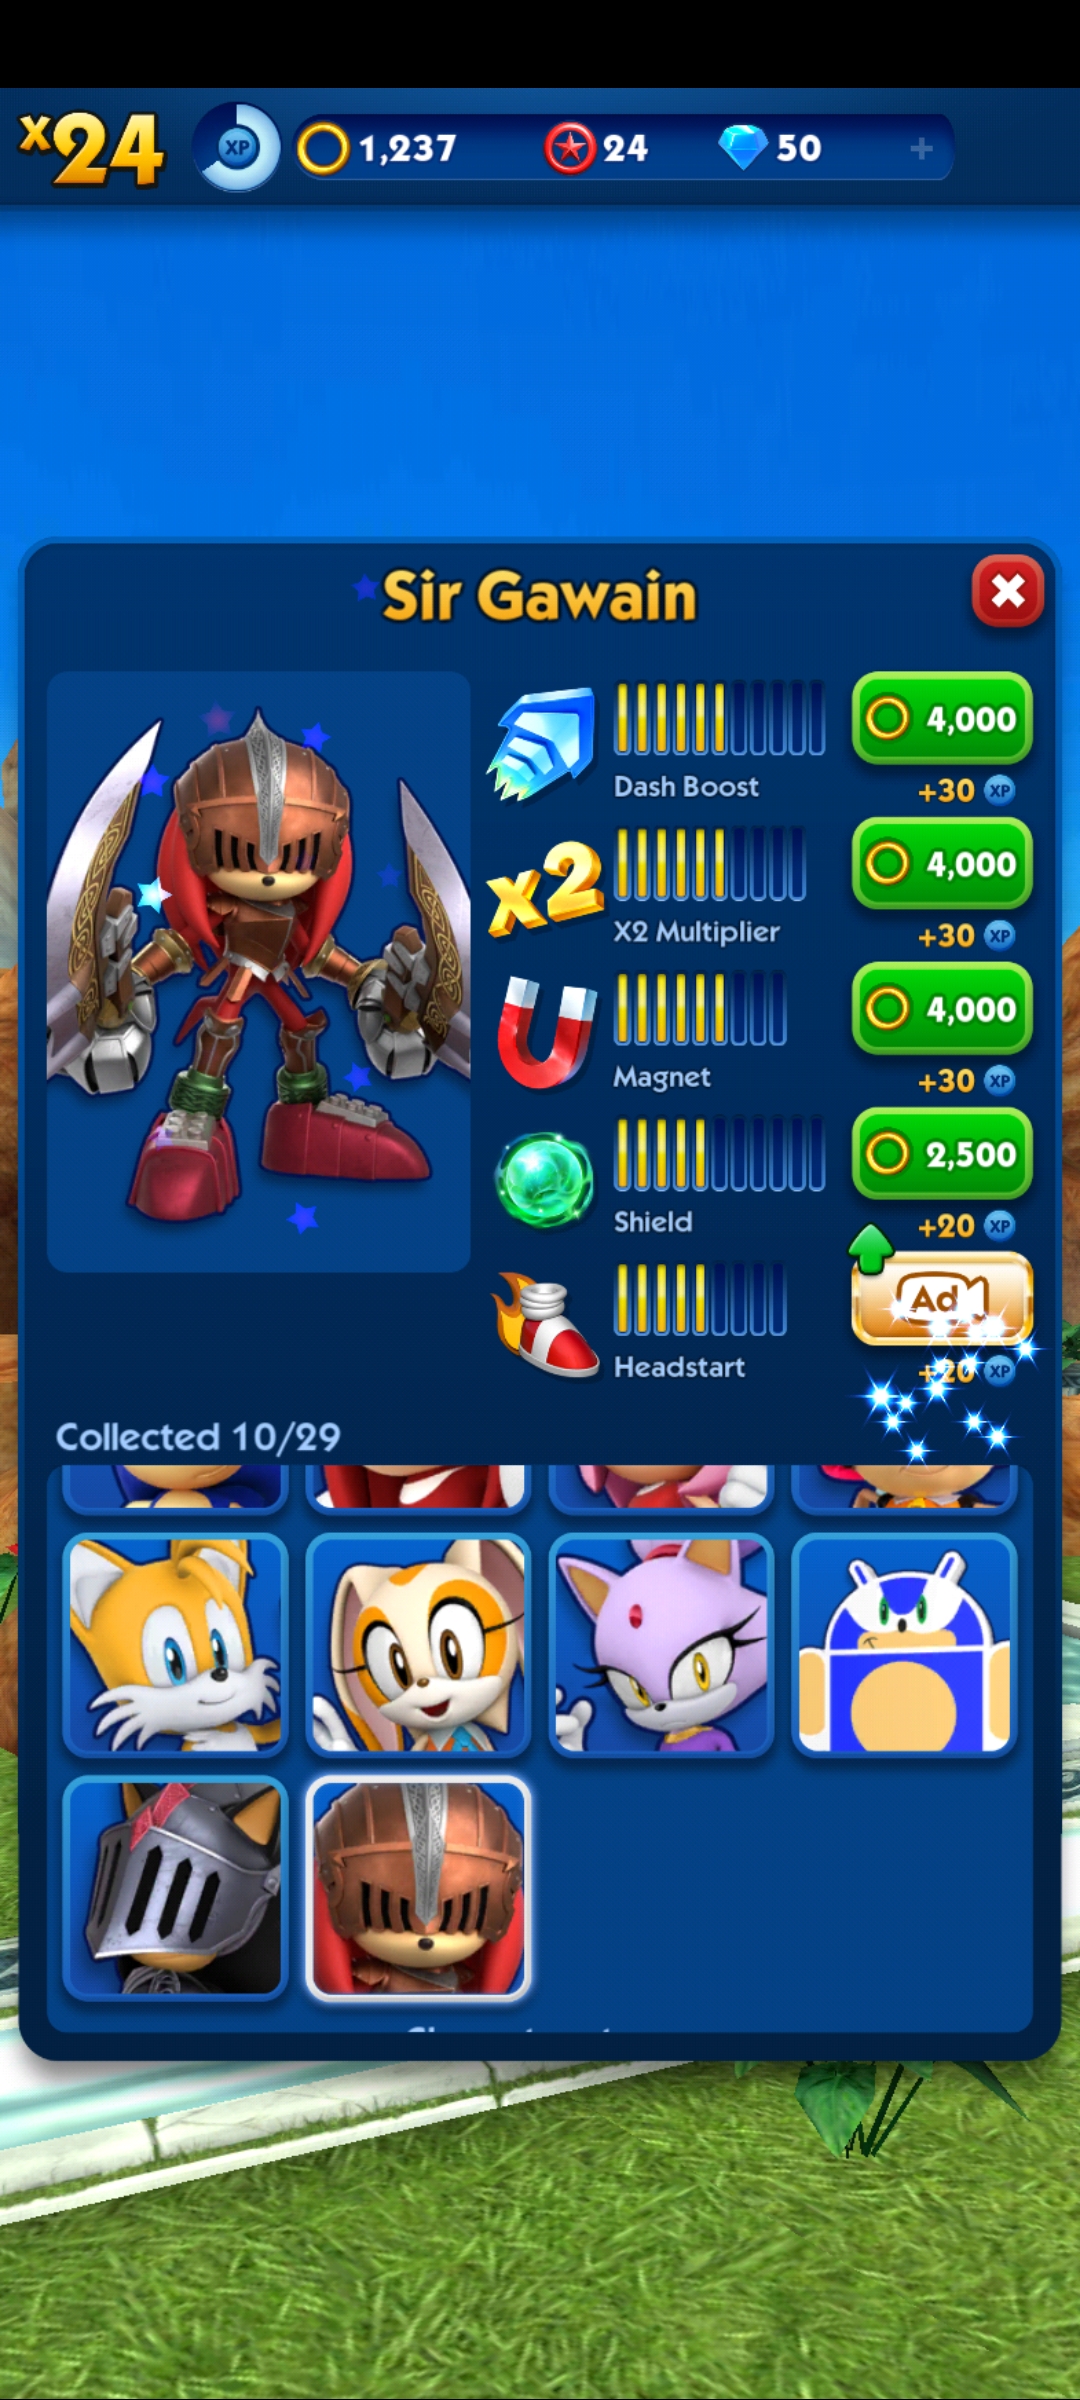 x24 XP 1,237 24 50 +
Sir Gawain
4,000
Dash Boost +30 XP
x2 4,000
X2 Multiplier +30 XP
4,000
Magnet +30 XP
2,500
Shield +20 XP
Ad
Headstart +20 XP
Collected 10/29